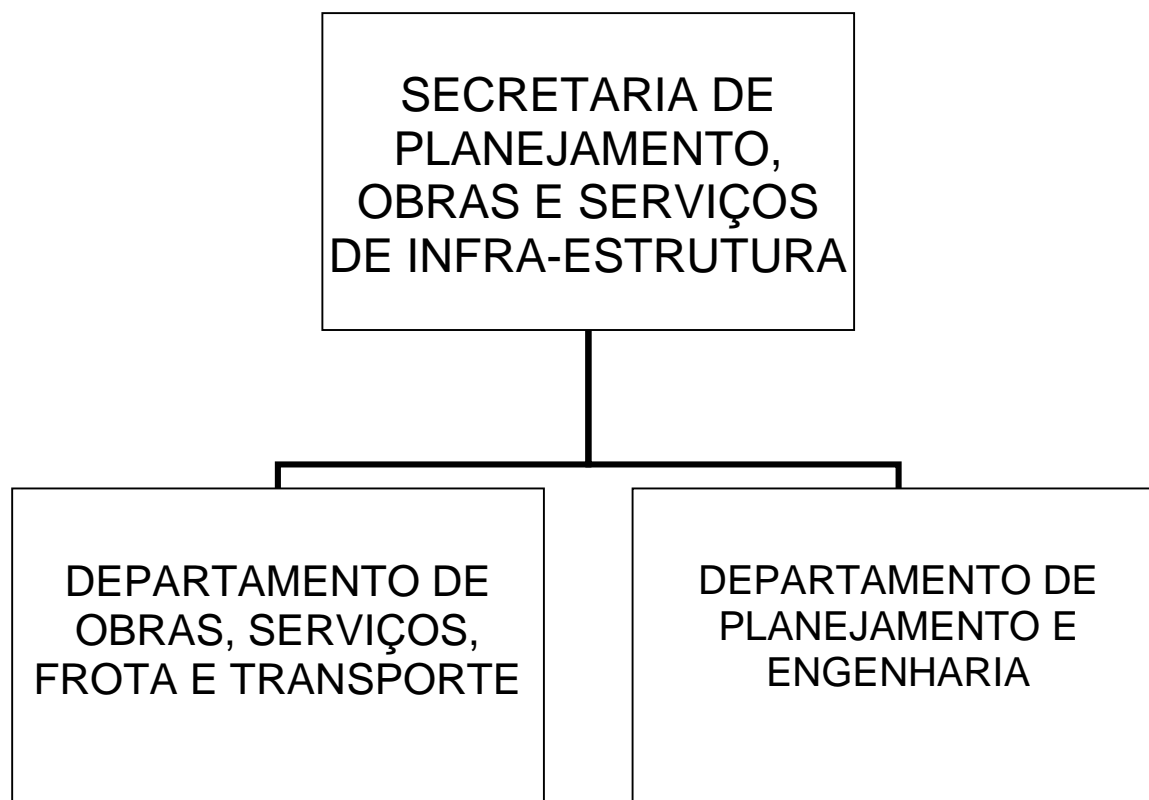 SECRETARIA DE
PLANEJAMENTO,
OBRAS E SERVIÇOS
DE INFRA-ESTRUTURA
DEPARTAMENTO DE
OBRAS, SERVIÇOS,
FROTA E TRANSPORTE
DEPARTAMENTO DE
PLANEJAMENTO E
ENGENHARIA